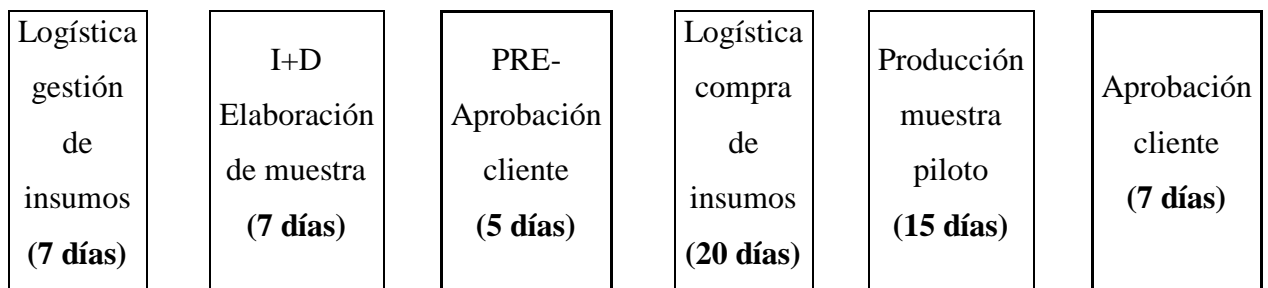 Logística
gestión
de
insumos
(7 días)
I+D
Elaboración
de muestra
(7 días)
PRE-
Aprobación
cliente
(5 días)
Logística
compra
de
insumos
(20 días)
Producción
muestra
piloto
(15 días)
Aprobación
cliente
(7 días)